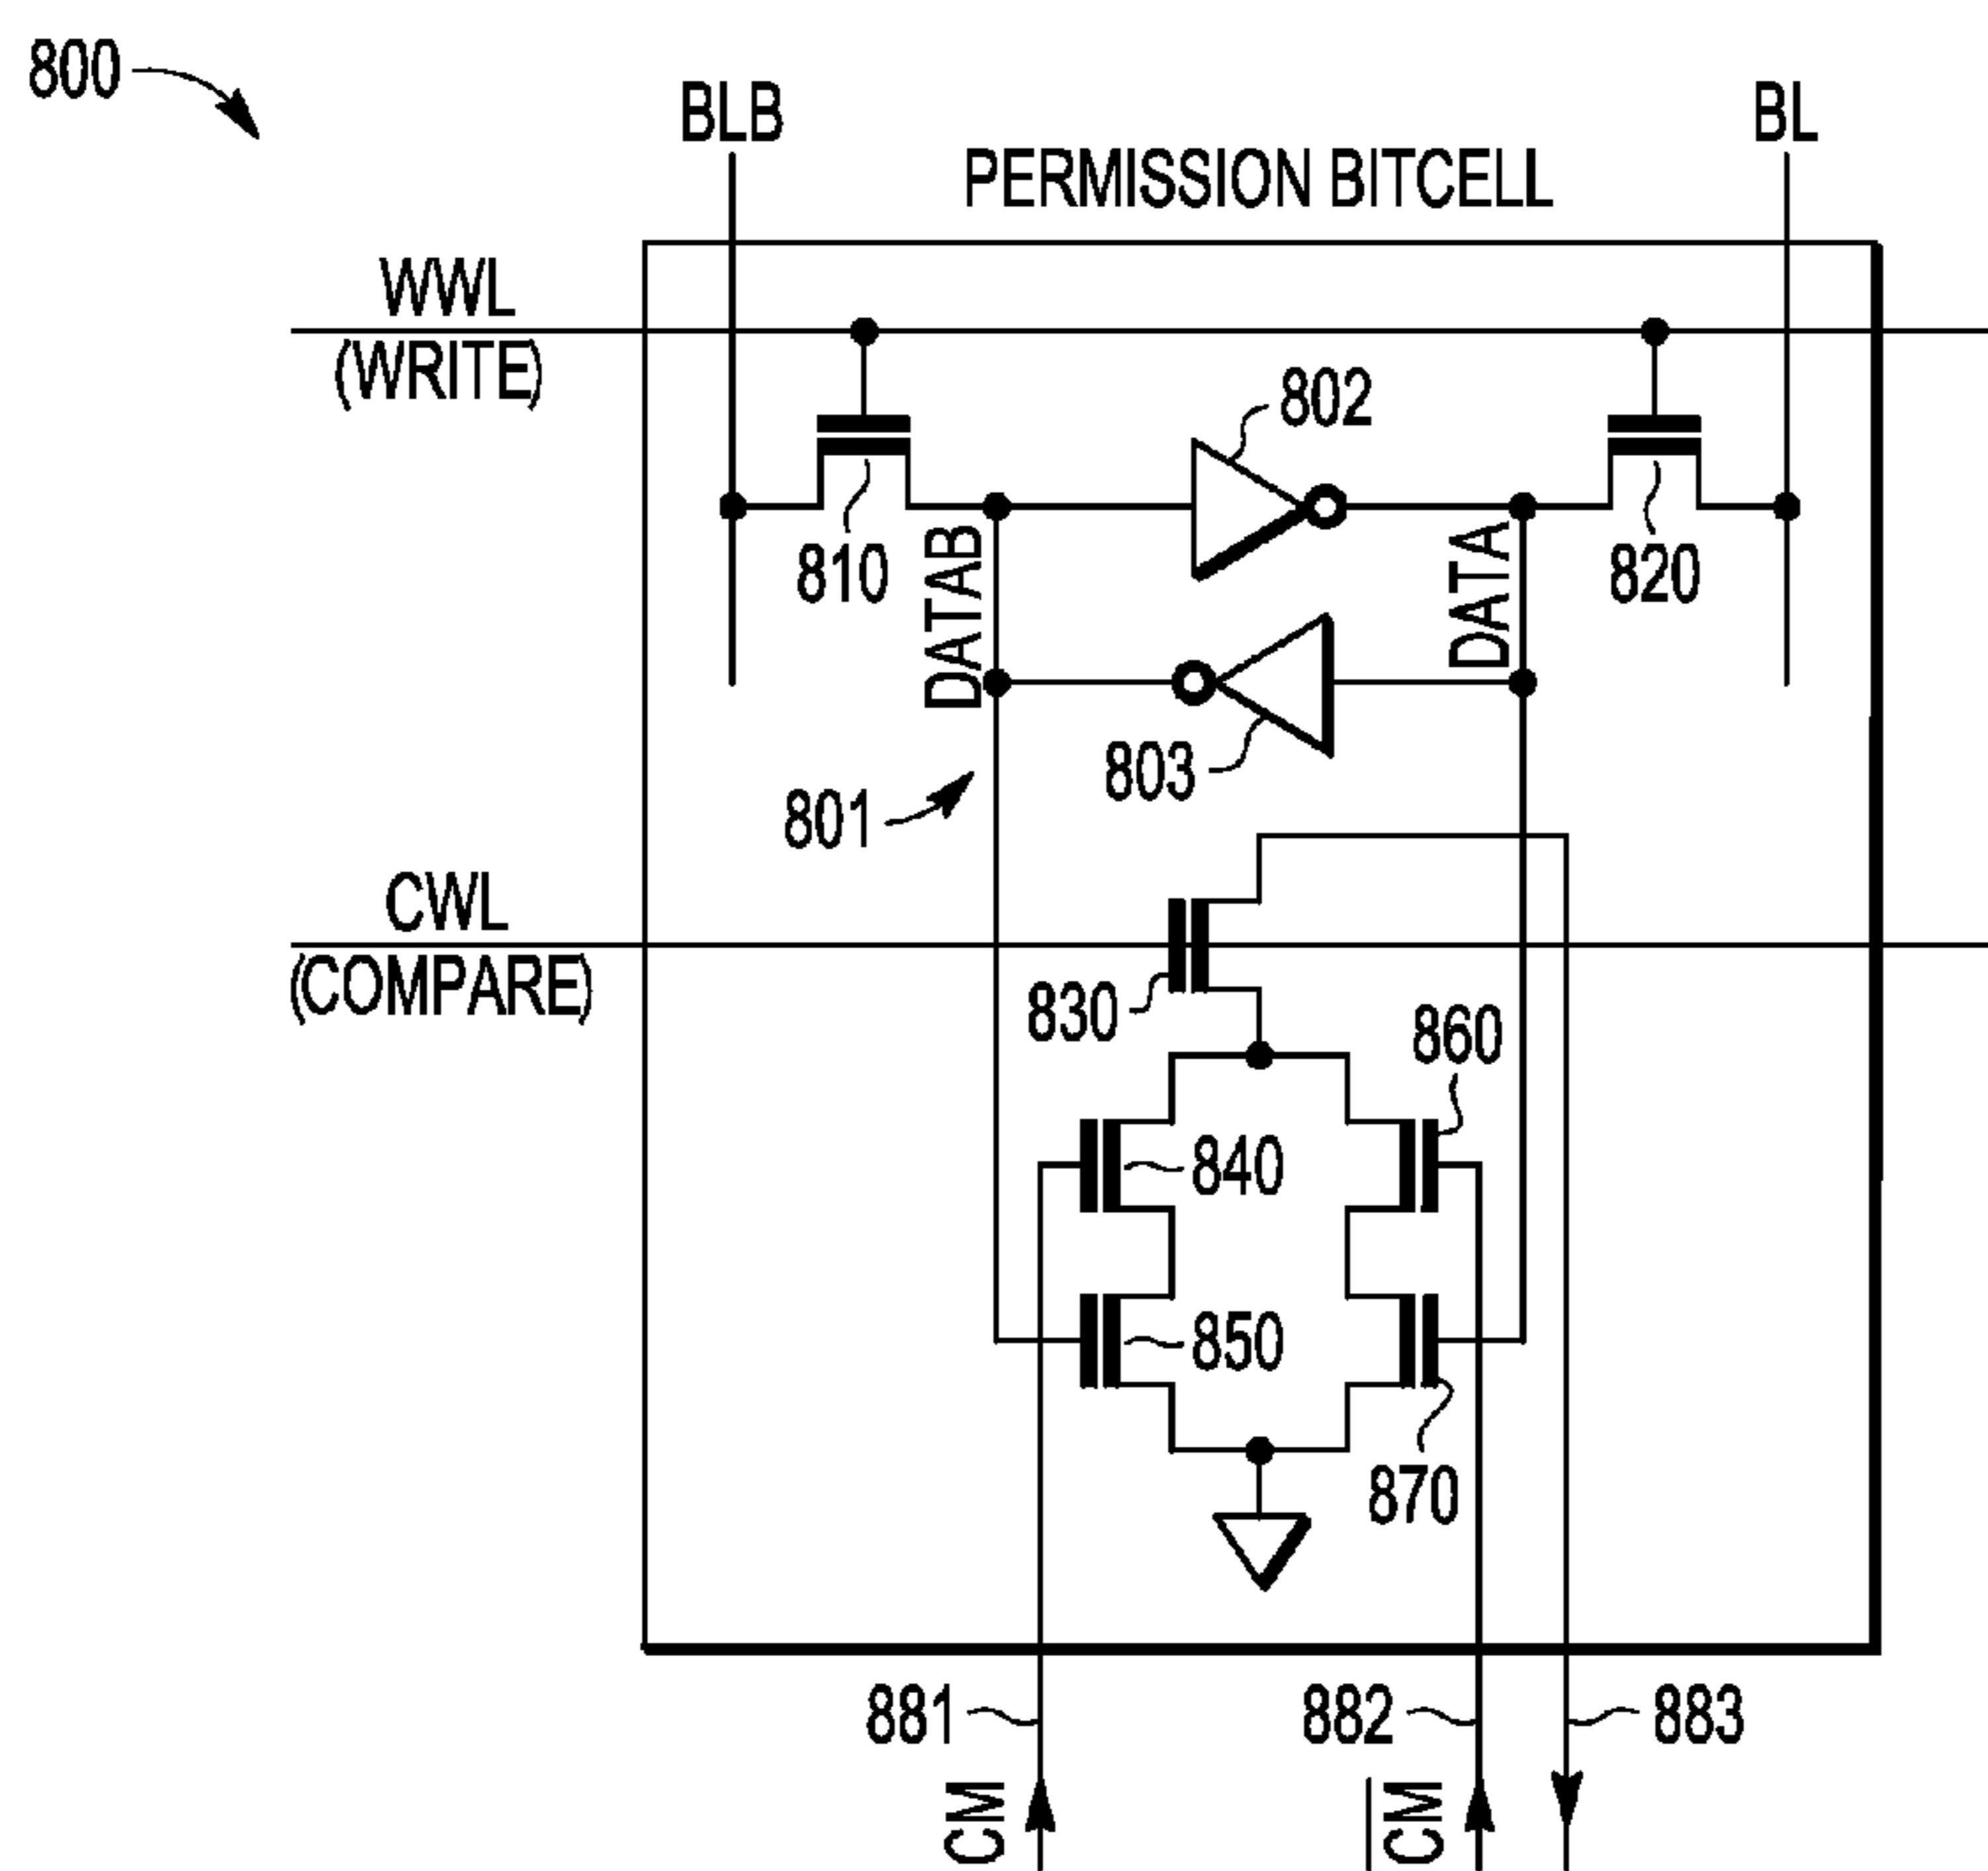 800
BLB
BL
PERMISSION BITCELL
WWL
(WRITE)
802
810
DATAB
DATA
820
803
801
CWL
(COMPARE)
830
860
840
850
870
881
882
883
CM
C̅M̅